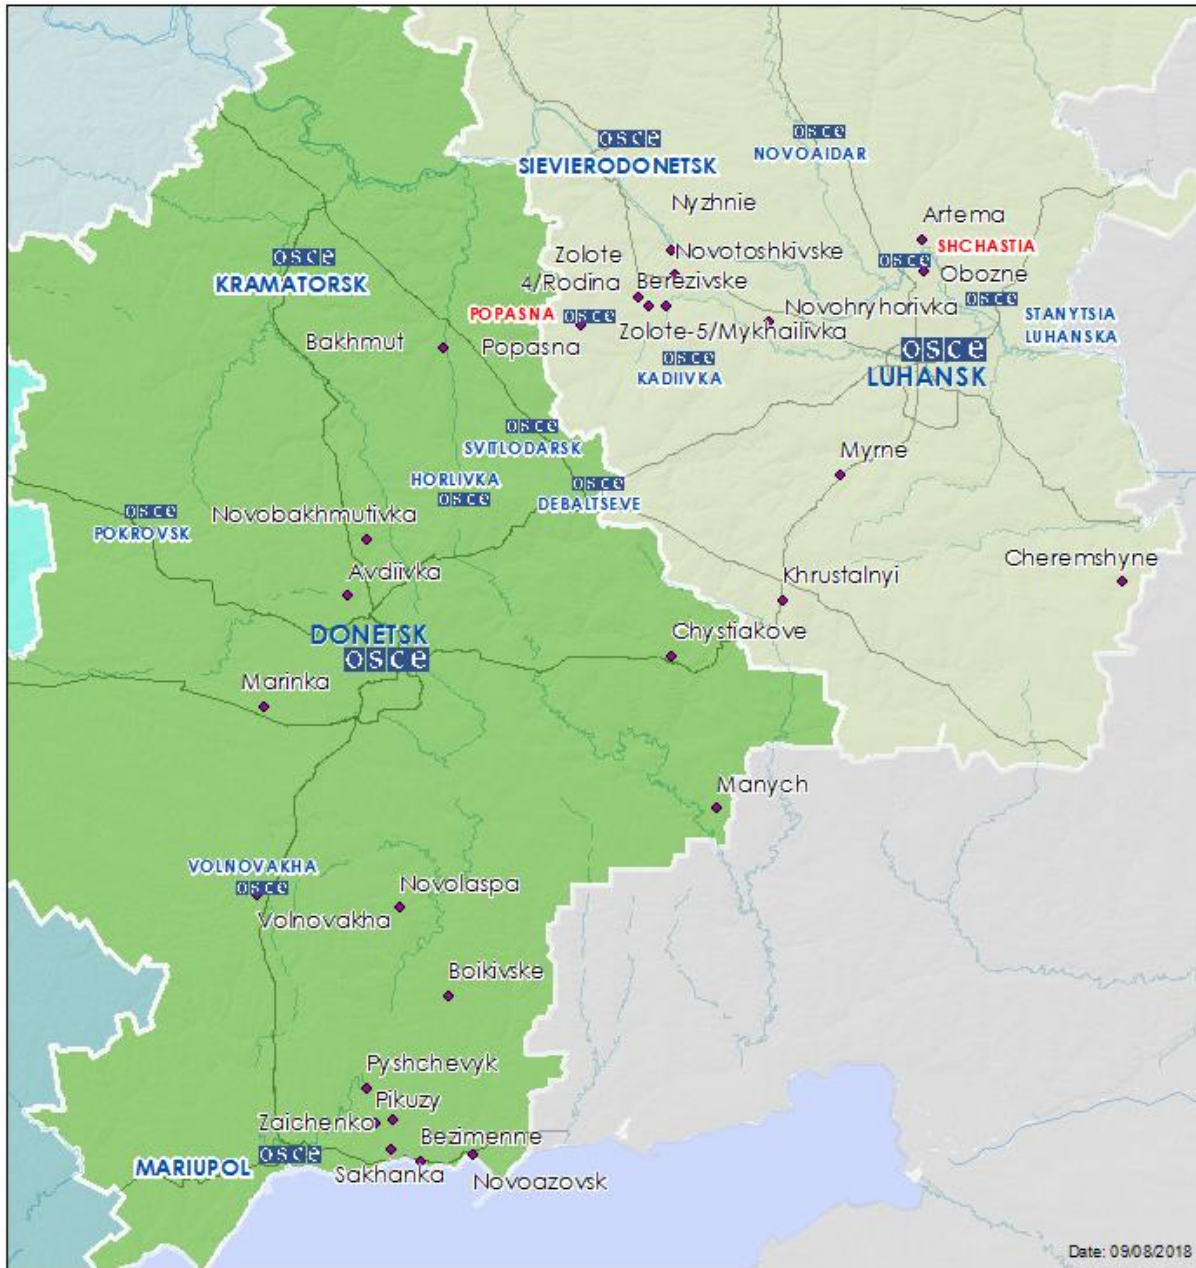 osce
SIEVIERODONETSK
osce
NOVOAIDAR
Nyzhnie
Artema
SHCHASTIA
osce
Obozne
osce
STANYTSIA
LUHANSKA
osce
KRAMATORSK
Zolote
4/Rodina
Novotoshkivske
Berezivske
Novohryhorivka
POPASNA
osce
Popasna
Zolote-5/Mykhailivka
osce
KADIIVKA
osce
LUHANSK
Bakhmut
osce
SVITLODARSK
HORLIVKA
osce
osce
DEBALTSEVE
Myrne
osce
POKROVSK
Novobakhmutivka
Avdiivka
Khrustalnyi
Cheremshyne
DONETSK
osce
Chystiakove
Marinka
Manych
VOLNOVAKHA
osce
Volnovakha
Novolaspa
Boikivske
Pyshchevyk
Pikuzy
Zaichenko
Bezimenne
MARIUPOL
osce
Sakhanka
Novoazovsk
Date: 09/08/2018